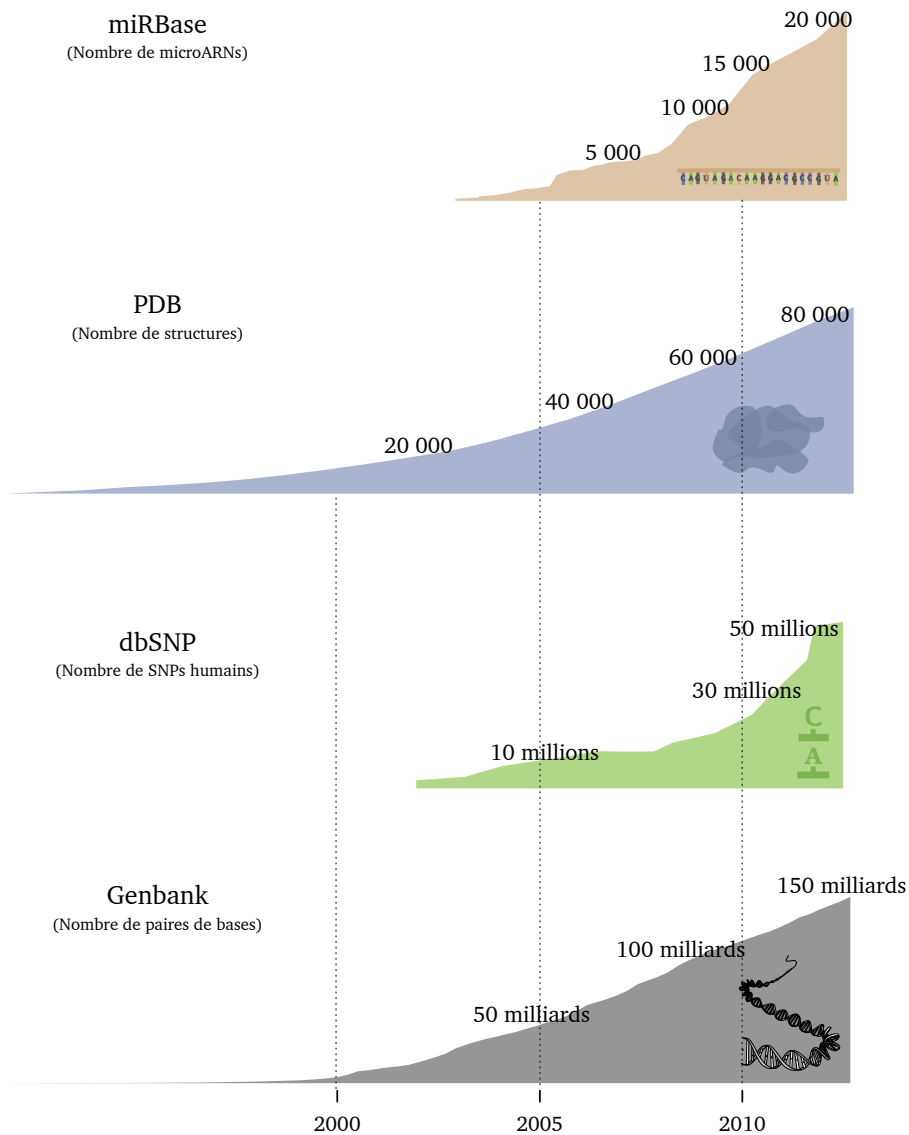 miRBase
(Nombre de microARNs)
20 000
15 000
10 000
5 000
CAGUAGACAAGGACGCCGUA
PDB
(Nombre de structures)
80 000
60 000
40 000
20 000
dbSNP
(Nombre de SNPs humains)
50 millions
30 millions
10 millions
C
A
Genbank
(Nombre de paires de bases)
150 milliards
100 milliards
50 milliards
2000
2005
2010